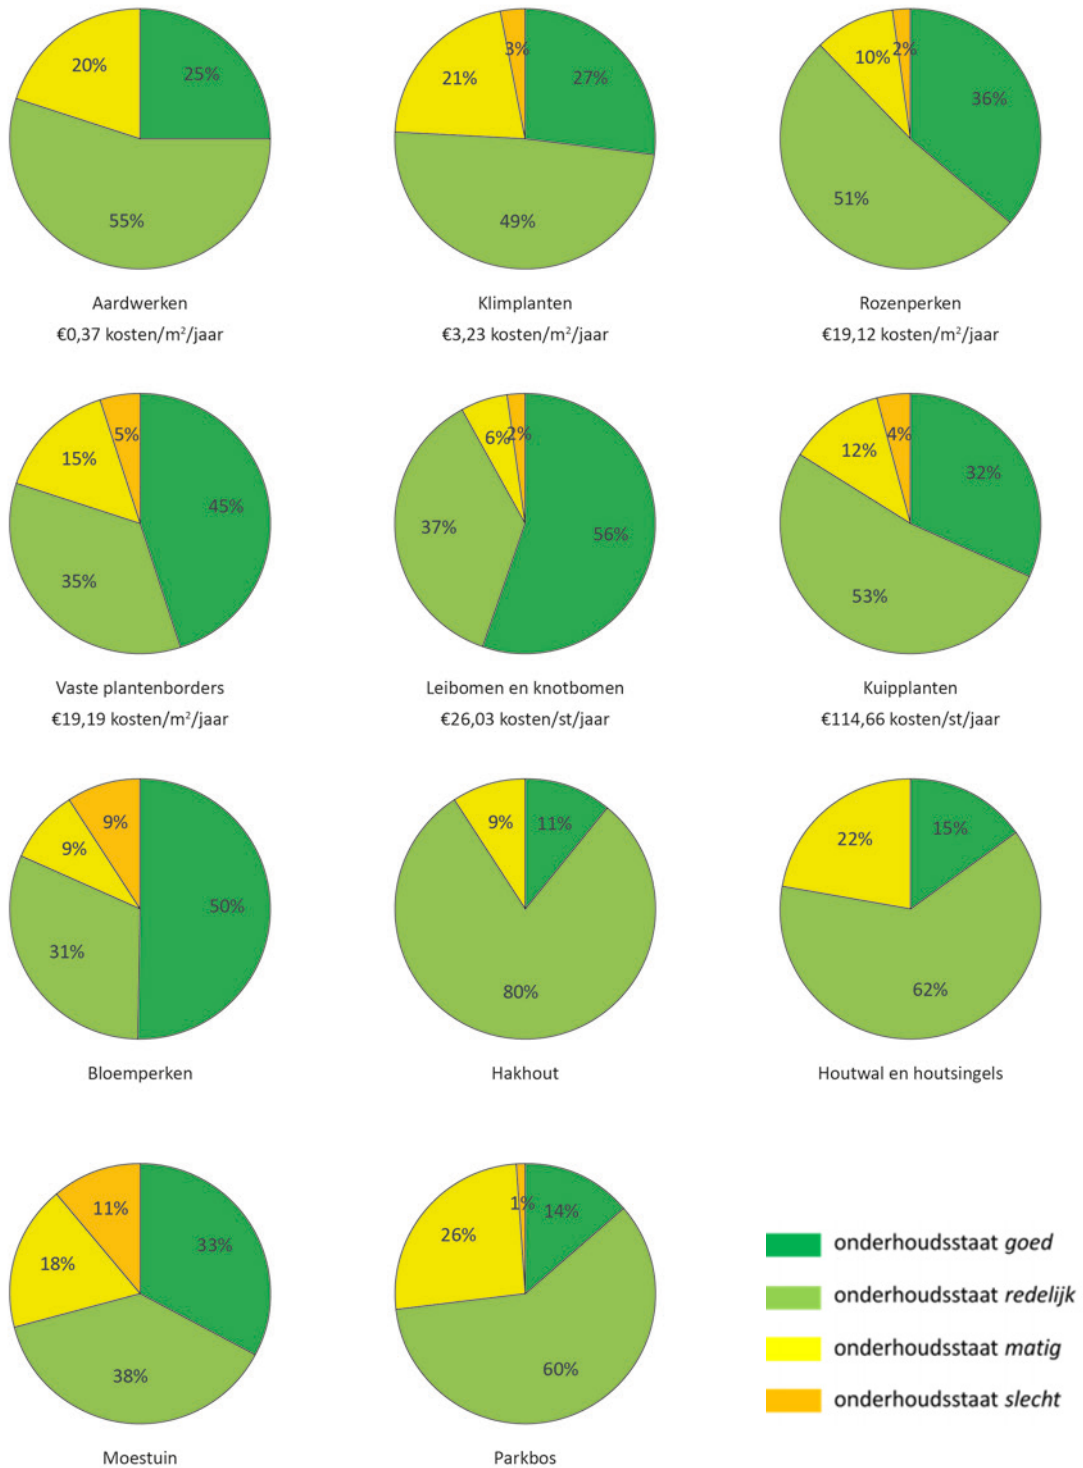 20%
25%
55%
Aardwerken
€0,37 kosten/m²/jaar
3%
21%
27%
49%
Klimplanten
€3,23 kosten/m²/jaar
10%
2%
36%
51%
Rozenperken
€19,12 kosten/m²/jaar
5%
15%
45%
35%
Vaste plantenborders
€19,19 kosten/m²/jaar
6%
2%
37%
56%
Leibomen en knotbomen
€26,03 kosten/st/jaar
4%
12%
32%
53%
Kuipplanten
€114,66 kosten/st/jaar
9%
9%
50%
31%
Bloemperken
9%
11%
80%
Hakhout
22%
15%
62%
Houtwal en houtsingels
11%
33%
18%
38%
Moestuin
1%
14%
26%
60%
Parkbos
onderhoudsstaat goed
onderhoudsstaat redelijk
onderhoudsstaat matig
onderhoudsstaat slecht